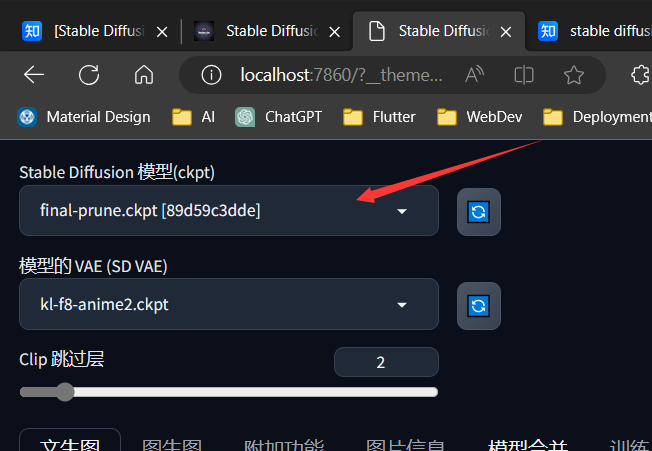 [Stable Diffusi
Stable Diffusio
Stable Diffusio
stable diffusi
localhost:7860/?__theme...
Material Design
AI
ChatGPT
Flutter
WebDev
Deployment
Stable Diffusion 模型(ckpt)
final-prune.ckpt [89d59c3dde]
模型的 VAE (SD VAE)
kl-f8-anime2.ckpt
Clip 跳过层
2
文生图 图生图 附加功能 图片信息 模型合并 训练